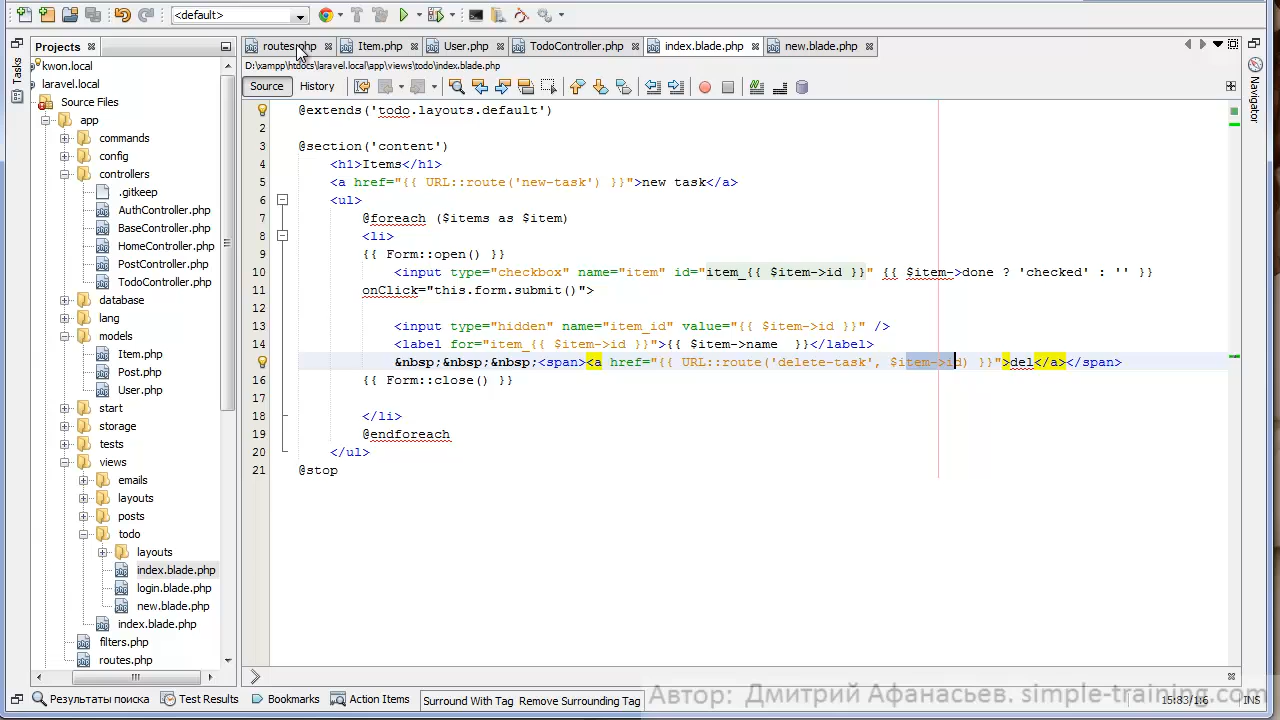 <default>
Projects
routes.php
Item.php
User.php
TodoController.php
index.blade.php
new.blade.php
Tasks
Navigator
D:\xampp\htdocs\laravel.local\app\views\todo\index.blade.php
Source
History
kwon.local
laravel.local
Source Files
app
commands
config
controllers
.gitkeep
AuthController.php
BaseController.php
HomeController.php
PostController.php
TodoController.php
database
lang
models
Item.php
Post.php
User.php
start
storage
tests
views
emails
layouts
posts
todo
layouts
index.blade.php
login.blade.php
new.blade.php
index.blade.php
filters.php
routes.php
@extends('todo.layouts.default')
2
3 @section('content')
4 <h1>Items</h1>
5 <a href="{{ URL::route('new-task') }}">new task</a>
6 <ul>
7 @foreach ($items as $item)
8 <li>
9 {{ Form::open() }}
10 <input type="checkbox" name="item" id="item_{{ $item->id }}" {{ $item->done ? 'checked' : '' }}
11 onClick="this.form.submit()">
12
13 <input type="hidden" name="item_id" value="{{ $item->id }}" />
14 <label for="item_{{ $item->id }}">{{ $item->name }}</label>
&nbsp;&nbsp;&nbsp;<span><a href="{{ URL::route('delete-task', $item->id) }}">del</a></span>
16 {{ Form::close() }}
17
18 </li>
19 @endforeach
20 </ul>
21 @stop
Результаты поиска
Test Results
Bookmarks
Action Items
Surround With Tag Remove Surrounding Tag
15:83/1:6
INS
Автор: Дмитрий Афанасьев. simple-training.com